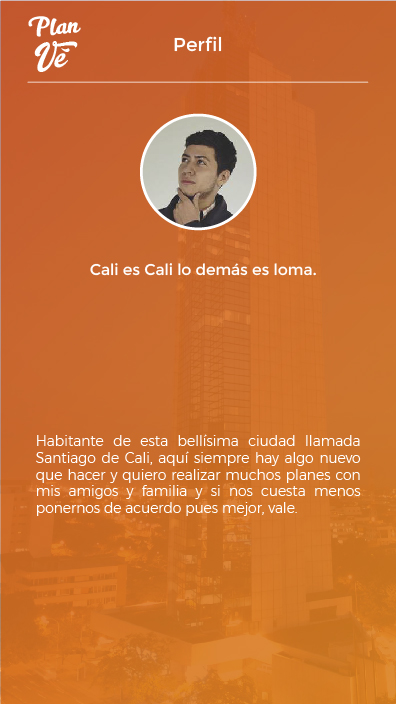 Plan
Ve
Perfil
Cali es Cali lo demás es loma.
Habitante de esta bellísima ciudad llamada
Santiago de Cali, aquí siempre hay algo nuevo
que hacer y quiero realizar muchos planes con
mis amigos y familia y si nos cuesta menos
ponernos de acuerdo pues mejor, vale.